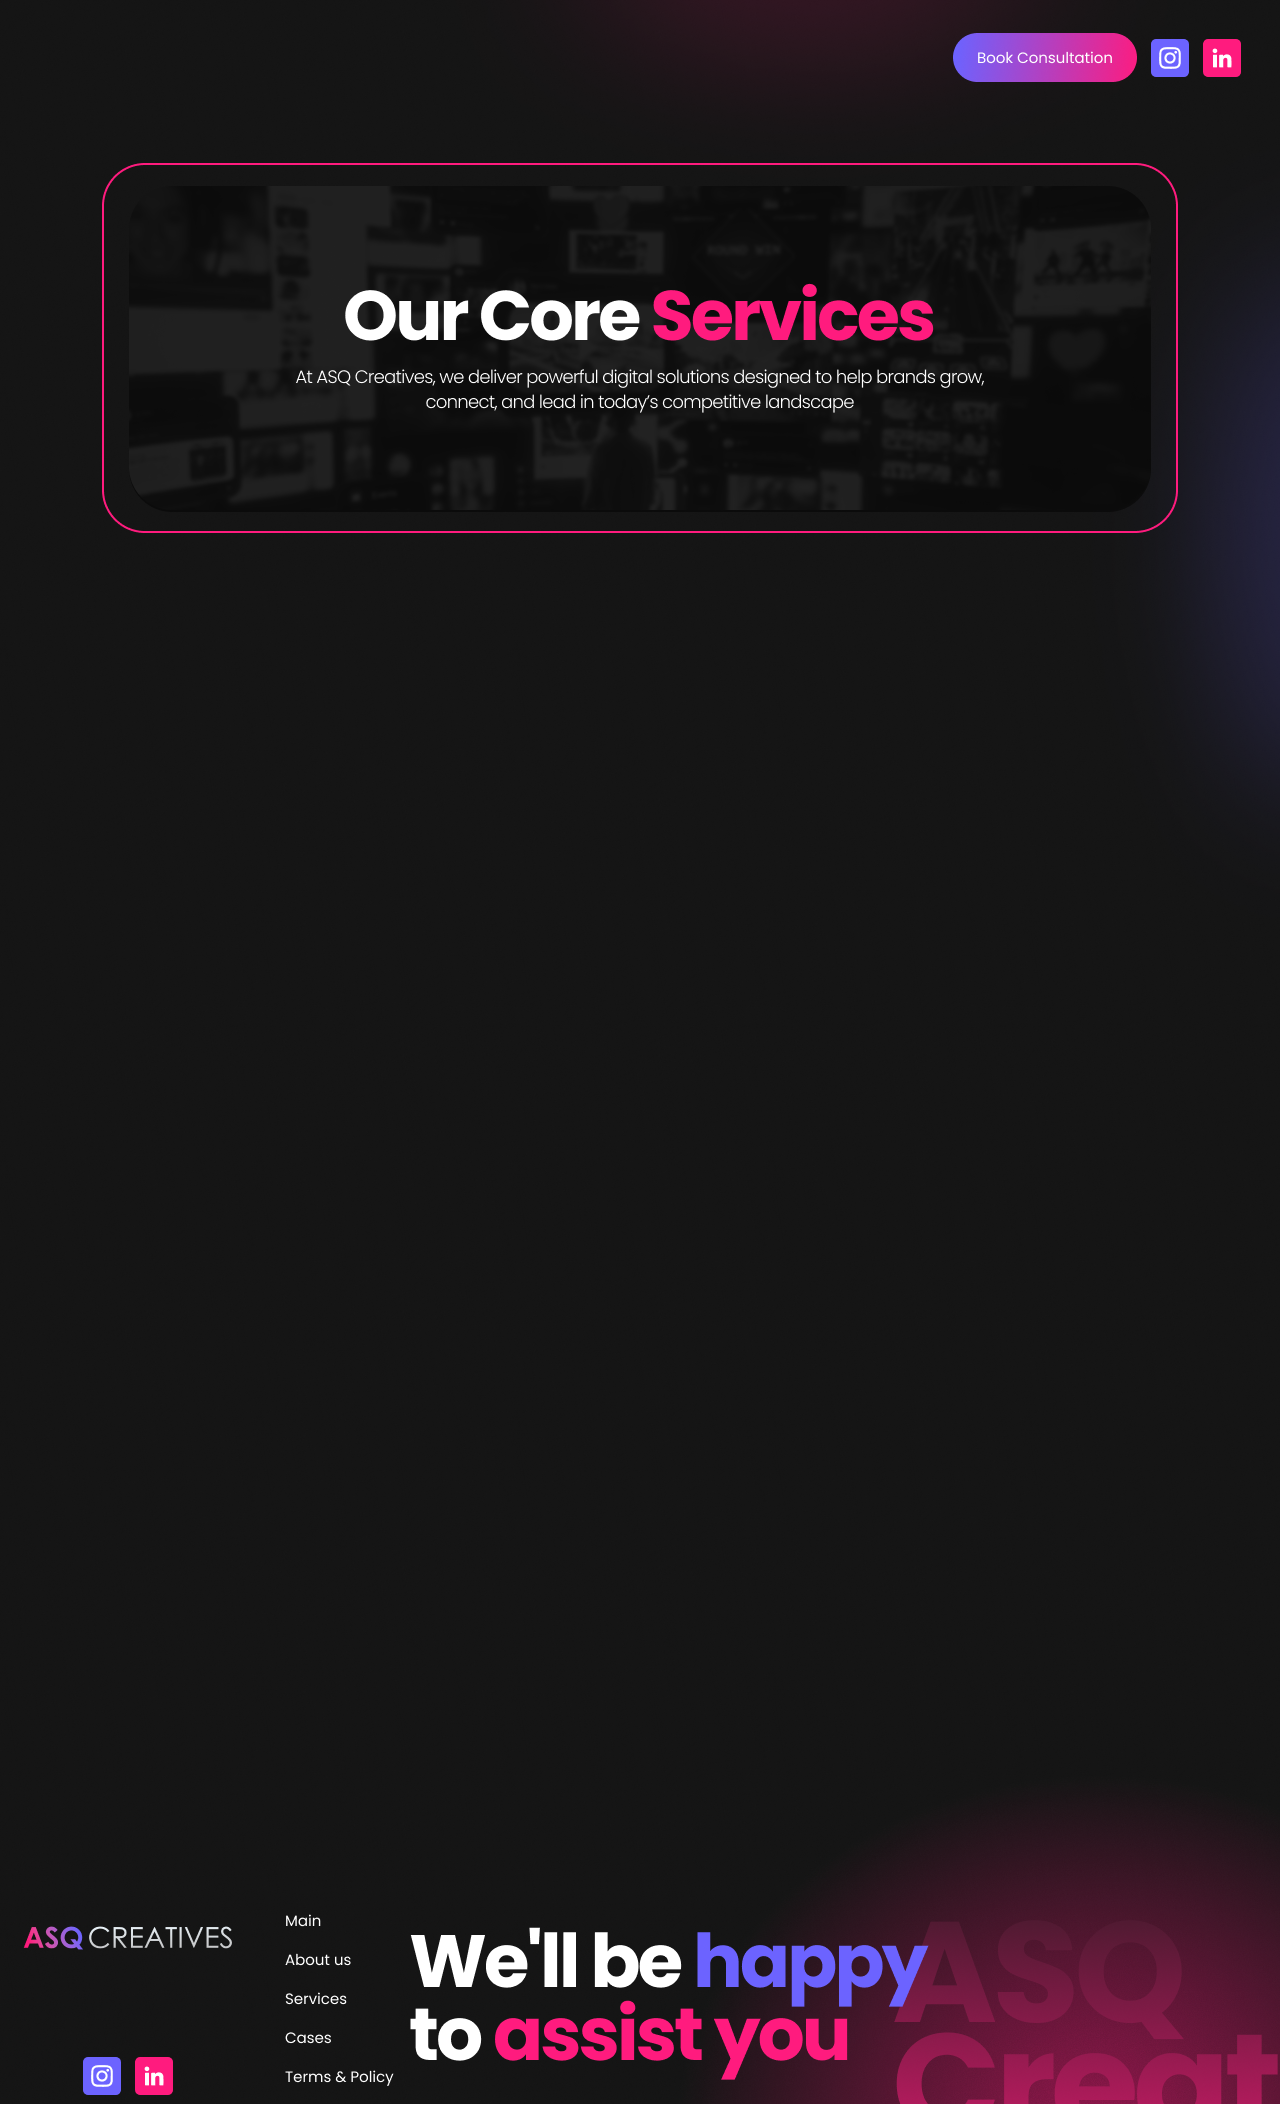 Book Consultation
Our Core Services
At ASQ Creatives, we deliver powerful digital solutions designed to help brands grow,
connect, and lead in today’s competitive landscape
ASQ CREATIVES
Main
About us
Services
Cases
Terms & Policy
We'll be happy
to assist you
ASQ
Creat